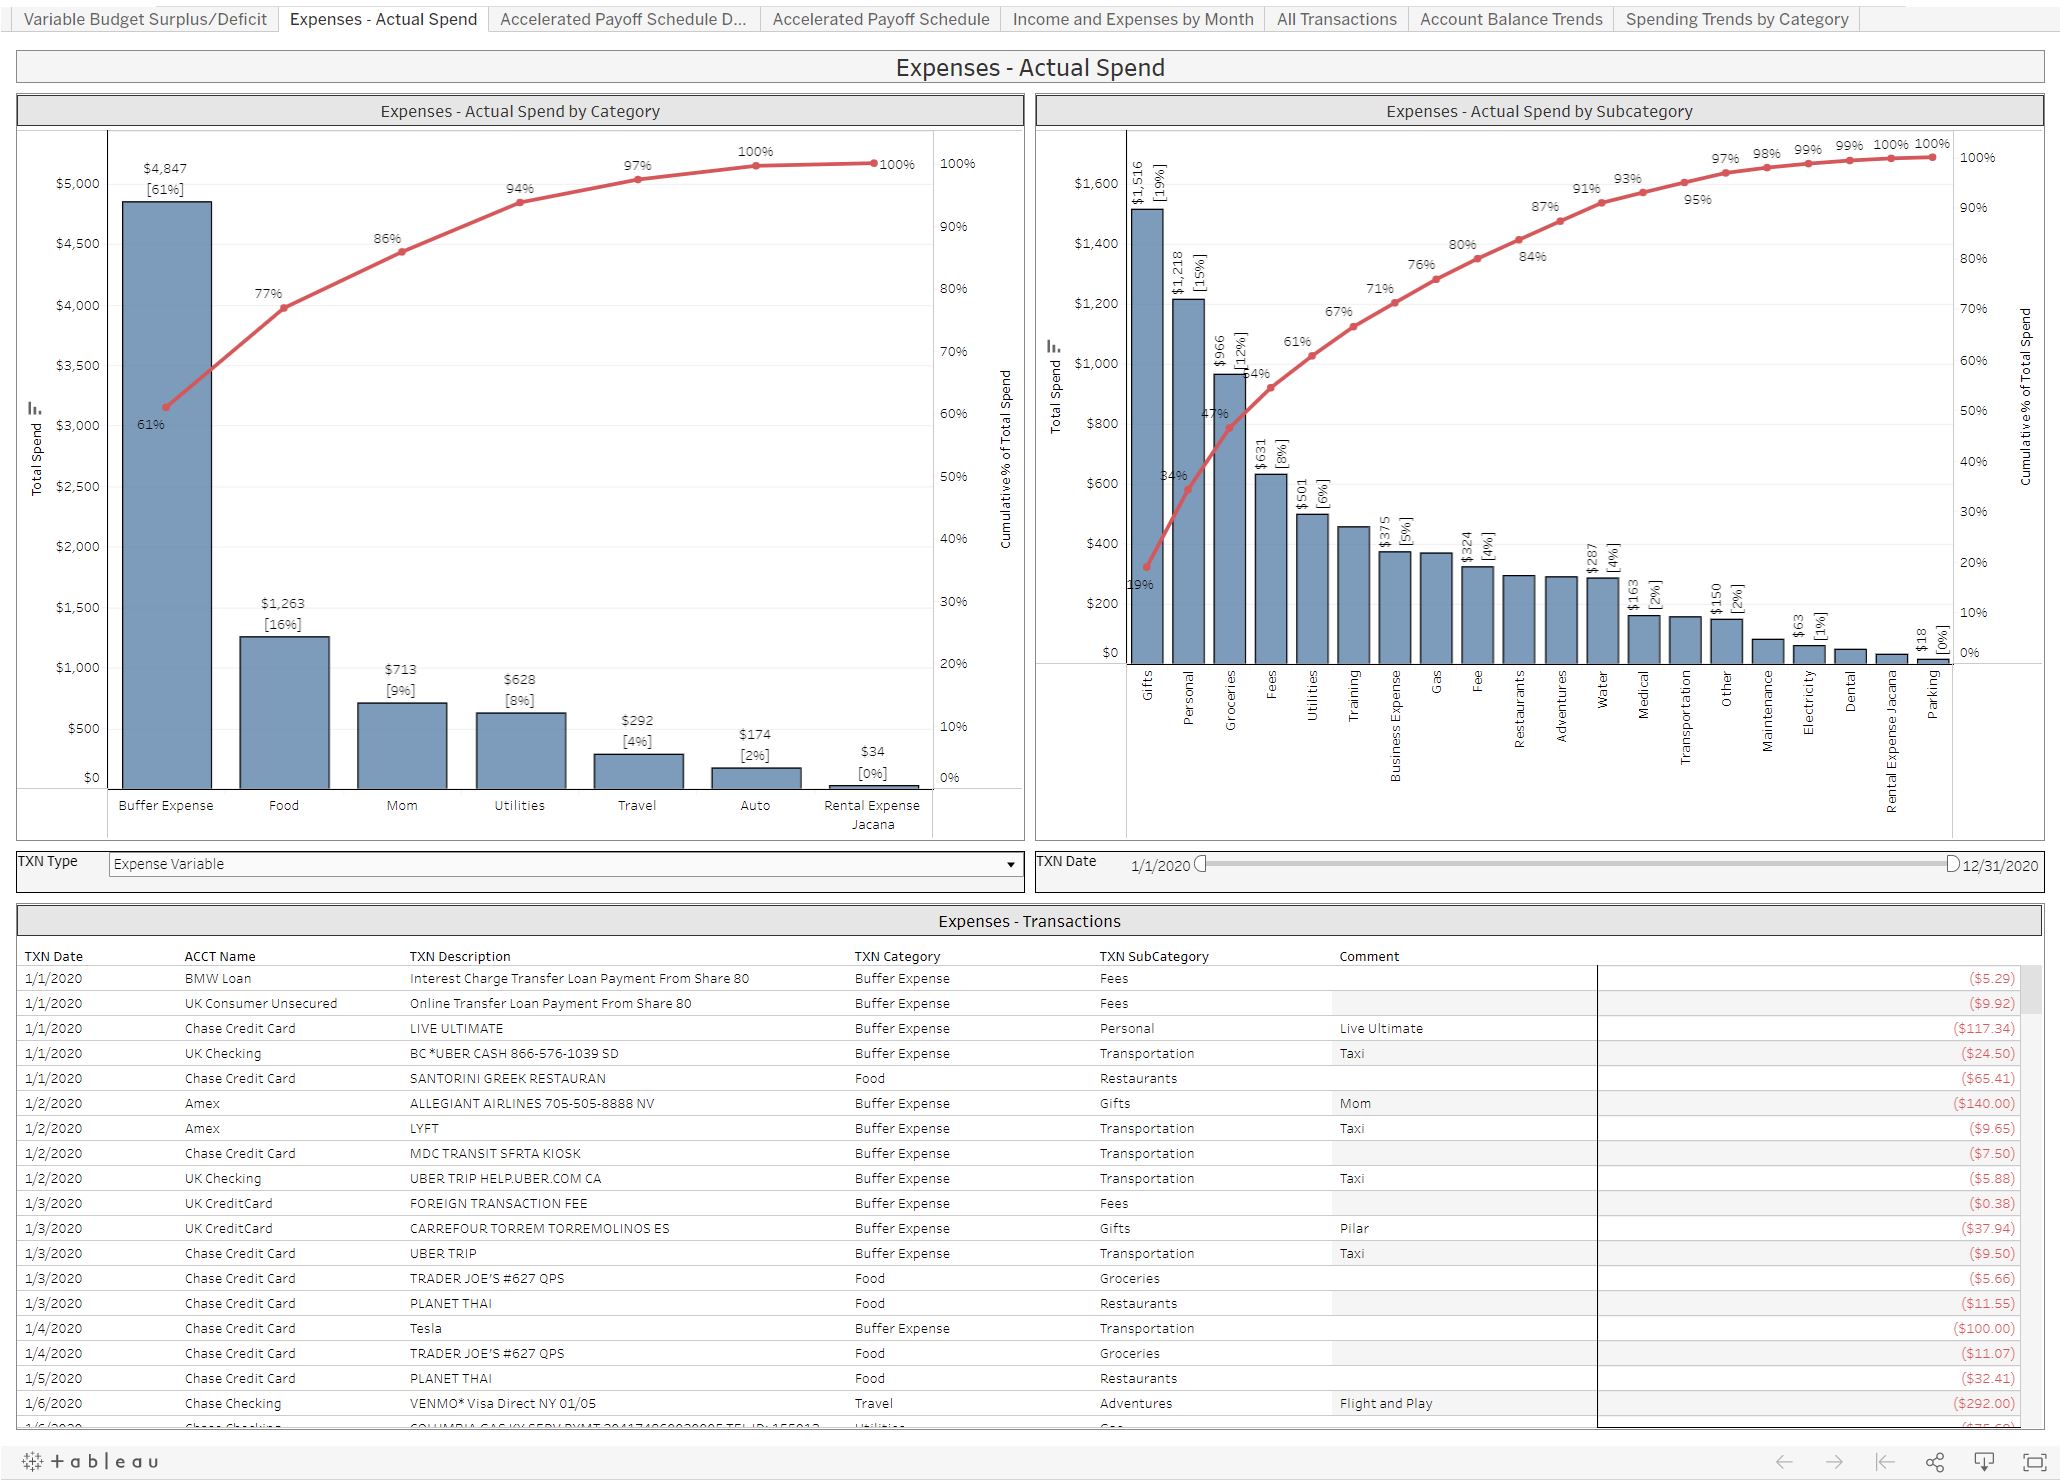 Variable Budget Surplus/Deficit
Expenses - Actual Spend
Accelerated Payoff Schedule D...
Accelerated Payoff Schedule
Income and Expenses by Month
All Transactions
Account Balance Trends
Spending Trends by Category
Expenses - Actual Spend
Expenses - Actual Spend by Category
Total Spend
$5,000
$4,500
$4,000
$3,500
$3,000
$2,500
$2,000
$1,500
$1,000
$500
$0
$4,847
[61%]
$1,263
[16%]
$713
[9%]
$628
[8%]
$292
[4%]
$174
[2%]
$34
[0%]
61%
77%
86%
94%
97%
100%
100%
100%
90%
80%
70%
60%
50%
40%
30%
20%
10%
0%
Cumulative % of Total Spend
Buffer Expense
Food
Mom
Utilities
Travel
Auto
Rental Expense
Jacana
Expenses - Actual Spend by Subcategory
Total Spend
$1,600
$1,400
$1,200
$1,000
$800
$600
$400
$200
$0
$1,516
[19%]
$1,218
[15%]
$966
[12%]
$631
[8%]
$501
[6%]
$375
[5%]
$324
[4%]
$287
[4%]
$163
[2%]
$150
[2%]
$63
[1%]
$18
[0%]
19%
34%
47%
54%
61%
67%
71%
76%
80%
84%
87%
91%
93%
95%
97%
98%
99%
99%
100%
100%
100%
90%
80%
70%
60%
50%
40%
30%
20%
10%
0%
Cumulative % of Total Spend
Gifts
Personal
Groceries
Fees
Utilities
Training
Business Expense
Gas
Fee
Restaurants
Adventures
Water
Medical
Transportation
Other
Maintenance
Electricity
Dental
Rental Expense Jacana
Parking
TXN Type
Expense Variable
TXN Date
1/1/2020
12/31/2020
Expenses - Transactions
TXN Date ACCT Name TXN Description TXN Category TXN SubCategory Comment
1/1/2020 BMW Loan Interest Charge Transfer Loan Payment From Share 80 Buffer Expense Fees ($5.29)
1/1/2020 UK Consumer Unsecured Online Transfer Loan Payment From Share 80 Buffer Expense Fees ($9.92)
1/1/2020 Chase Credit Card LIVE ULTIMATE Buffer Expense Personal Live Ultimate ($117.34)
1/1/2020 UK Checking BC *UBER CASH 866-576-1039 SD Buffer Expense Transportation Taxi ($24.50)
1/1/2020 Chase Credit Card SANTORINI GREEK RESTAURAN Food Restaurants ($65.41)
1/2/2020 Amex ALLEGIANT AIRLINES 705-505-8888 NV Buffer Expense Gifts Mom ($140.00)
1/2/2020 Amex LYFT Buffer Expense Transportation Taxi ($9.65)
1/2/2020 Chase Credit Card MDC TRANSIT SFRTA KIOSK Buffer Expense Transportation ($7.50)
1/2/2020 UK Checking UBER TRIP HELP.UBER.COM CA Buffer Expense Transportation Taxi ($5.88)
1/3/2020 UK CreditCard FOREIGN TRANSACTION FEE Buffer Expense Fees ($0.38)
1/3/2020 UK CreditCard CARREFOUR TORREM TORREMOLINOS ES Buffer Expense Gifts Pilar ($37.94)
1/3/2020 Chase Credit Card UBER TRIP Buffer Expense Transportation Taxi ($9.50)
1/3/2020 Chase Credit Card TRADER JOE'S #627 QPS Food Groceries ($5.66)
1/3/2020 Chase Credit Card PLANET THAI Food Restaurants ($11.55)
1/4/2020 Chase Credit Card Tesla Buffer Expense Transportation ($100.00)
1/4/2020 Chase Credit Card TRADER JOE'S #627 QPS Food Groceries ($11.07)
1/5/2020 Chase Credit Card PLANET THAI Food Restaurants ($32.41)
1/6/2020 Chase Checking VENMO* Visa Direct NY 01/05 Travel Adventures Flight and Play ($292.00)
+ableau